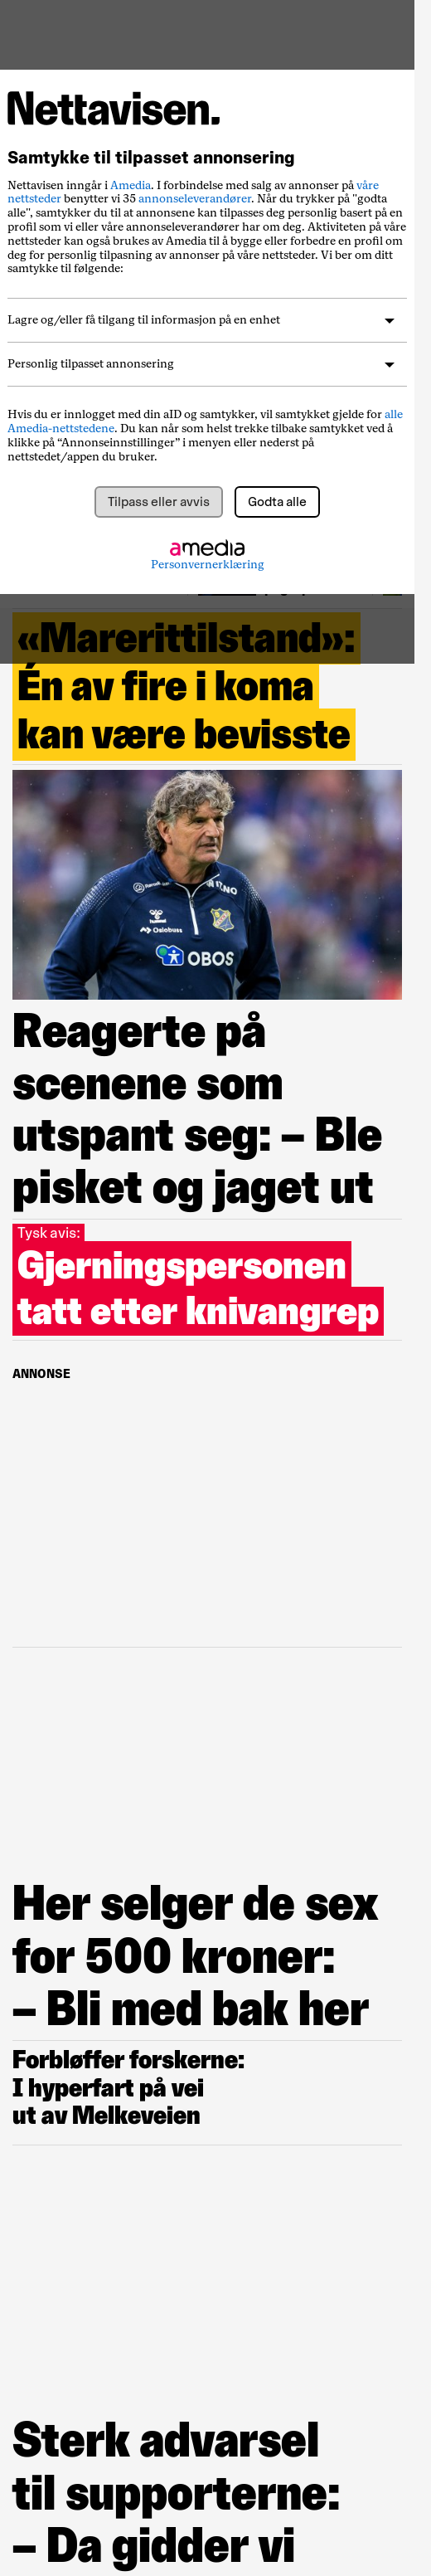 Nettavisen.
Samtykke til tilpasset annonsering
Nettavisen inngår i Amedia. I forbindelse med salg av annonser på våre
nettsteder benytter vi 35 annonseleverandører. Når du trykker på "godta
alle", samtykker du til at annonsene kan tilpasses deg personlig basert på en
profil som vi eller våre annonseleverandører har om deg. Aktiviteten på våre
nettsteder kan også brukes av Amedia til å bygge eller forbedre en profil om
deg for personlig tilpasning av annonser på våre nettsteder. Vi ber om ditt
samtykke til følgende:
Lagre og/eller få tilgang til informasjon på en enhet
Personlig tilpasset annonsering
Hvis du er innlogget med din aID og samtykker, vil samtykket gjelde for alle
Amedia-nettstedene. Du kan når som helst trekke tilbake samtykket ved å
klikke på “Annonseinnstillinger” i menyen eller nederst på
nettstedet/appen du bruker.
Tilpass eller avvis Godta alle
amedia
Personvernerklæring
«Marerittilstand»:
Én av fire i koma
kan være bevisste
hummel
Oslobuss
OBOS
Reagerte på
scenene som
utspant seg: – Ble
pisket og jaget ut
Tysk avis:
Gjerningspersonen
tatt etter knivangrep
ANNONSE
Her selger de sex
for 500 kroner:
– Bli med bak her
Forbløffer forskerne:
I hyperfart på vei
ut av Melkeveien
Sterk advarsel
til supporterne:
– Da gidder vi